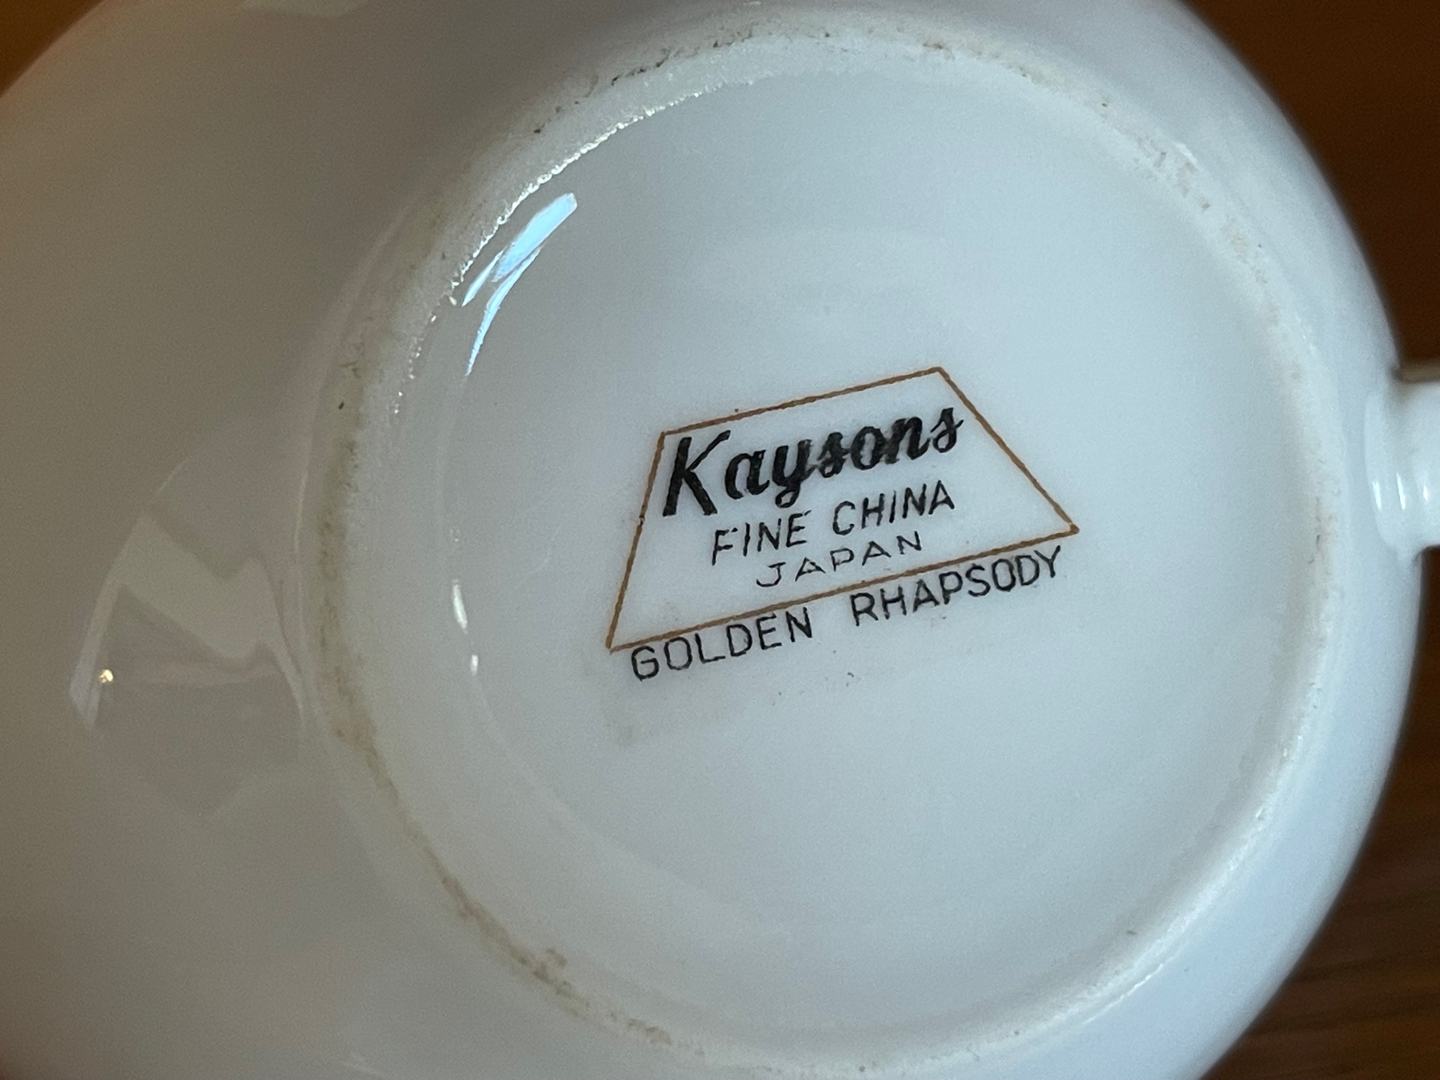 Kaysons
FINE CHINA
JAPAN
GOLDEN RHAPSODY